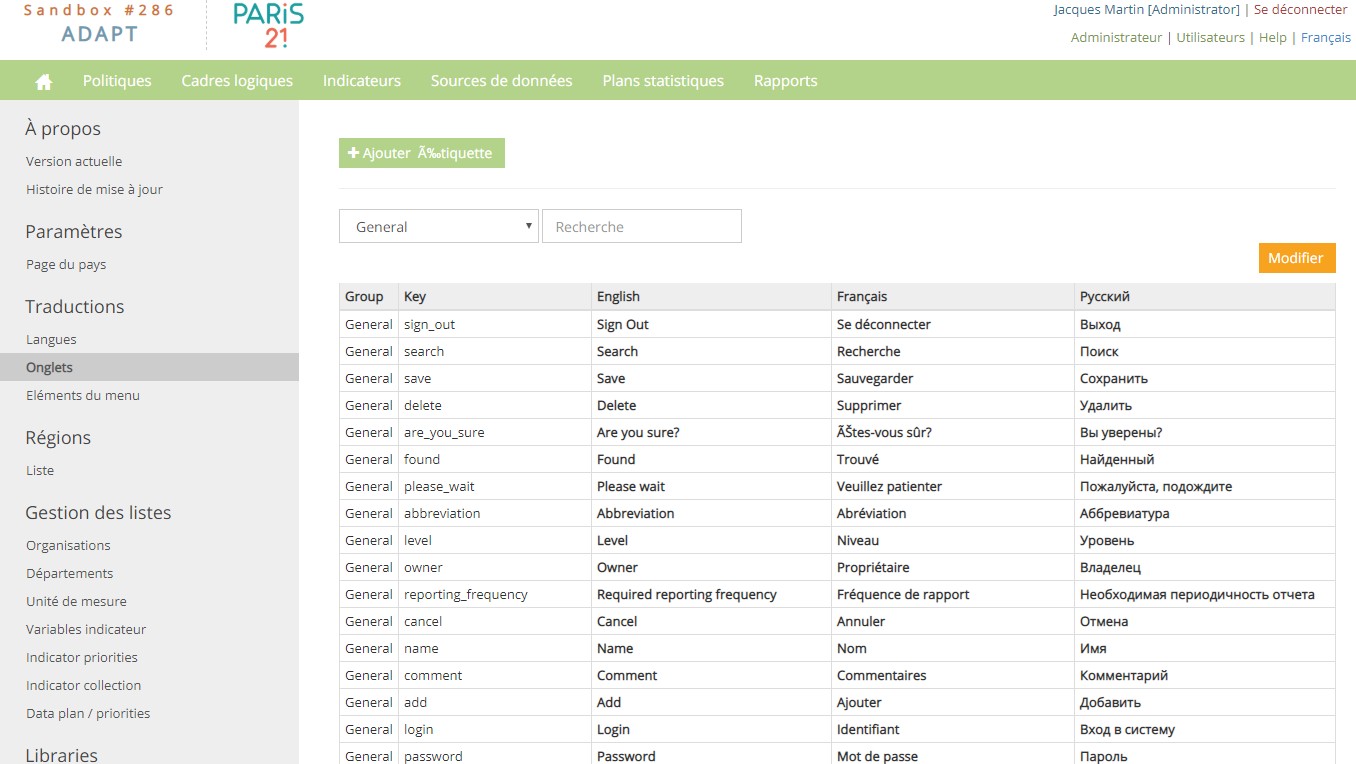 Sandbox #286
ADAPT
PARiS
21
Jacques Martin [Administrator] | Se déconnecter
Administrateur | Utilisateurs | Help | Français
Politiques Cadres logiques Indicateurs Sources de données Plans statistiques Rapports
À propos
Version actuelle
Histoire de mise à jour
Paramètres
Page du pays
Traductions
Langues
Onglets
Eléments du menu
Régions
Liste
Gestion des listes
Organisations
Départements
Unité de mesure
Variables indicateur
Indicator priorities
Indicator collection
Data plan / priorities
Libraries
Ajouter Ã‰tiquette
General Recherche
Modifier
Group Key English Français Русский
General sign_out Sign Out Se déconnecter Выход
General search Search Recherche Поиск
General save Save Sauvegarder Сохранить
General delete Delete Supprimer Удалить
General are_you_sure Are you sure? ÃŠtes-vous sûr? Вы уверены?
General found Found Trouvé Найденный
General please_wait Please wait Veuillez patienter Пожалуйста, подождите
General abbreviation Abbreviation Abréviation Аббревиатура
General level Level Niveau Уровень
General owner Owner Propriétaire Владелец
General reporting_frequency Required reporting frequency Fréquence de rapport Необходимая периодичность отчета
General cancel Cancel Annuler Отмена
General name Name Nom Имя
General comment Comment Commentaires Комментарий
General add Add Ajouter Добавить
General login Login Identifiant Вход в систему
General password Password Mot de passe Пароль